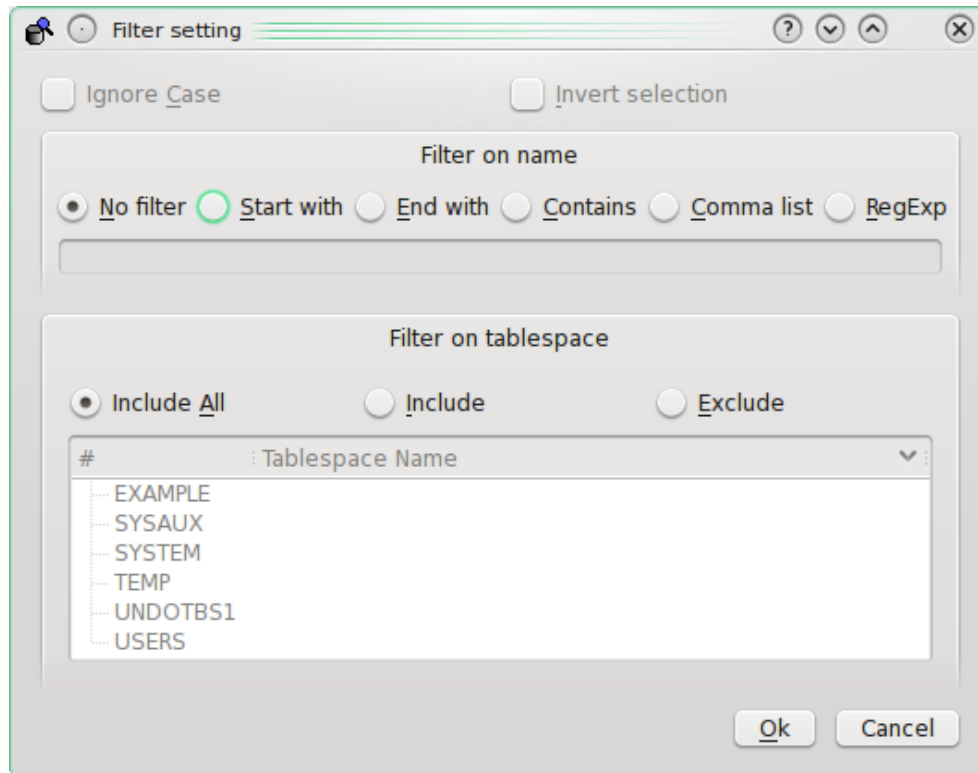 Filter setting
Ignore Case Invert selection
Filter on name
No filter Start with End with Contains Comma list RegExp
Filter on tablespace
Include All Include Exclude
# Tablespace Name
EXAMPLE
SYSAUX
SYSTEM
TEMP
UNDOTBS1
USERS
Ok Cancel